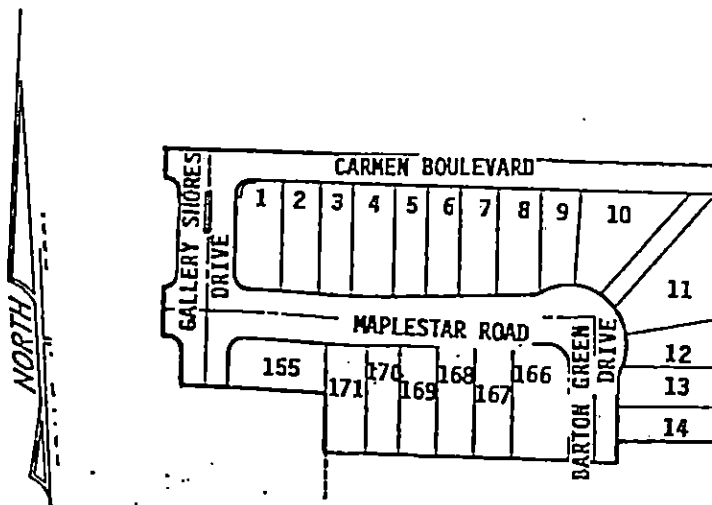 CARMEN BOULEVARD
GALLERY SHORES
DRIVE
1 2 3 4 5 6 7 8 9 10
11
NORTH
MAPLESTAR ROAD
BARTON GREEN
DRIVE
12
155 171 170 169 168 167 166
13
14